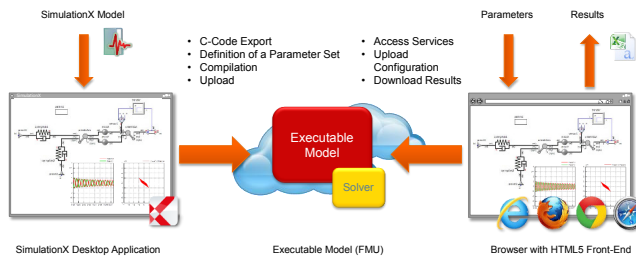 SimulationX Model
Parameters
Results
• C-Code Export
• Definition of a Parameter Set
• Compilation
• Upload
• Access Services
• Upload
Configuration
• Download Results
SimulationX
Executable
Model
Solver
SimulationX Desktop Application
Executable Model (FMU)
Browser with HTML5 Front-End